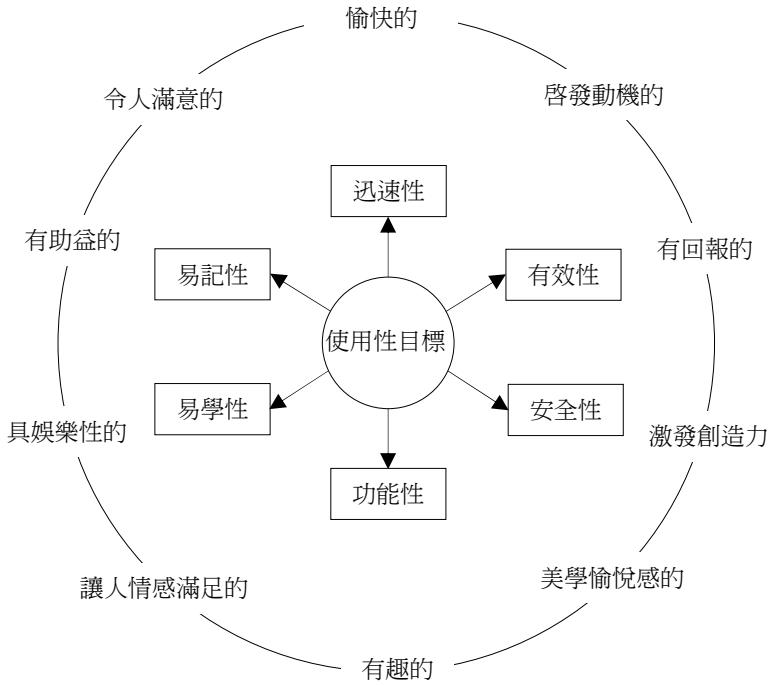 愉快的
令人滿意的
啓發動機的
迅速性
有助益的
有回報的
易記性
有效性
使用性目標
易學性
安全性
具娛樂性的
激發創造力
功能性
讓人情感滿足的
美學愉悅感的
有趣的